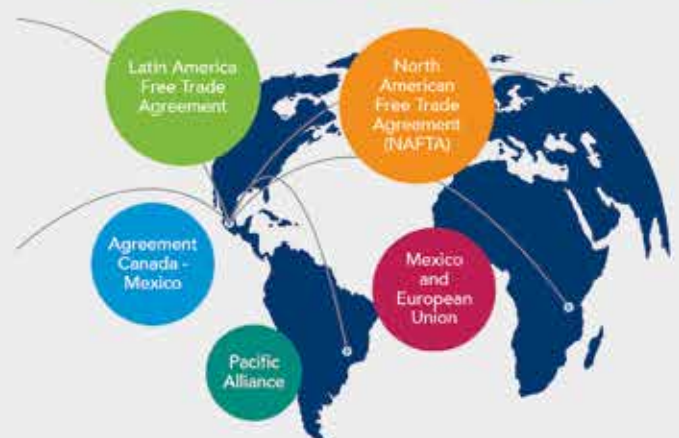 Latin America
Free Trade
Agreement
North
American
Free Trade
Agreement
(NAFTA)
Agreement
Canada -
Mexico
Mexico
and
European
Union
Pacific
Alliance